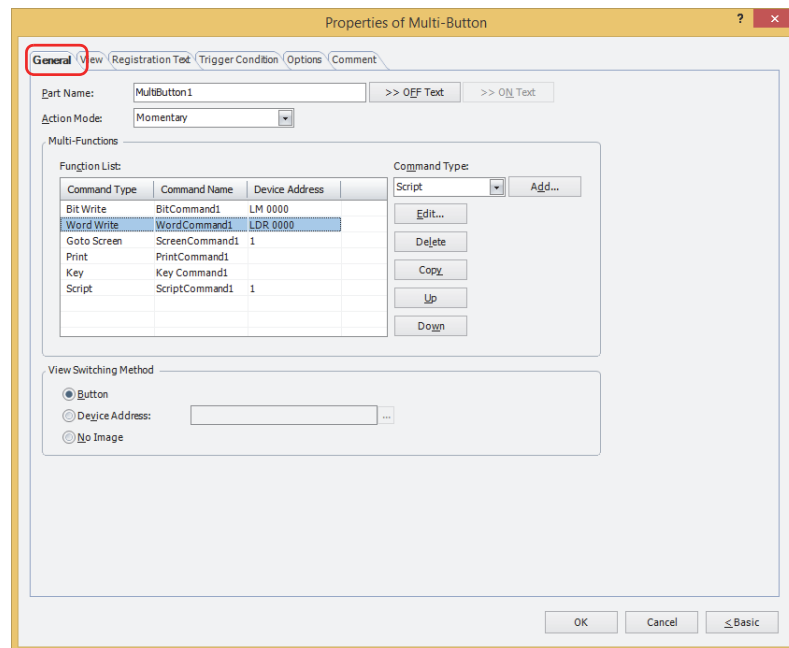 Properties of Multi-Button ? ×
General View Registration Text Trigger Condition Options Comment
Part Name: MultiButton1 >> OFF Text >> ON Text
Action Mode: Momentary
Multi-Functions
Function List: Command Type:
Command Type Command Name Device Address Script Add...
Bit Write BitCommand1 LM 0000
Edit...
Word Write WordCommand1 LDR 0000
Goto Screen ScreenCommand1 1 Delete
Print PrintCommand1
Key Key Command1 Copy
Script ScriptCommand1 1
Up
Down
View Switching Method
Button
Device Address: ...
No Image
OK Cancel < Basic